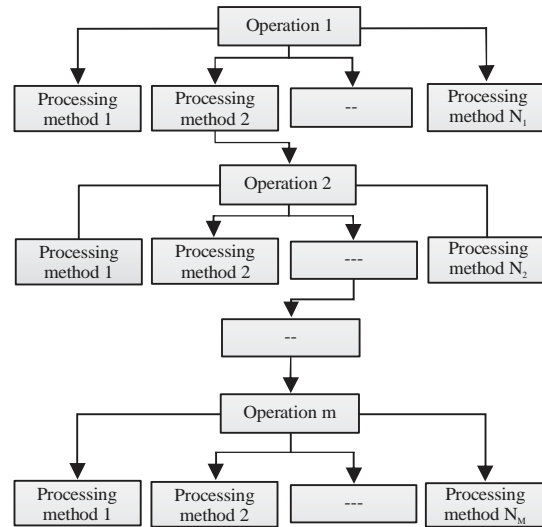 Operation 1
Processing
method 1
Processing
method 2
--
Processing
method N₁
Operation 2
Processing
method 1
Processing
method 2
---
Processing
method N₂
--
Operation m
Processing
method 1
Processing
method 2
---
Processing
method Nₘ